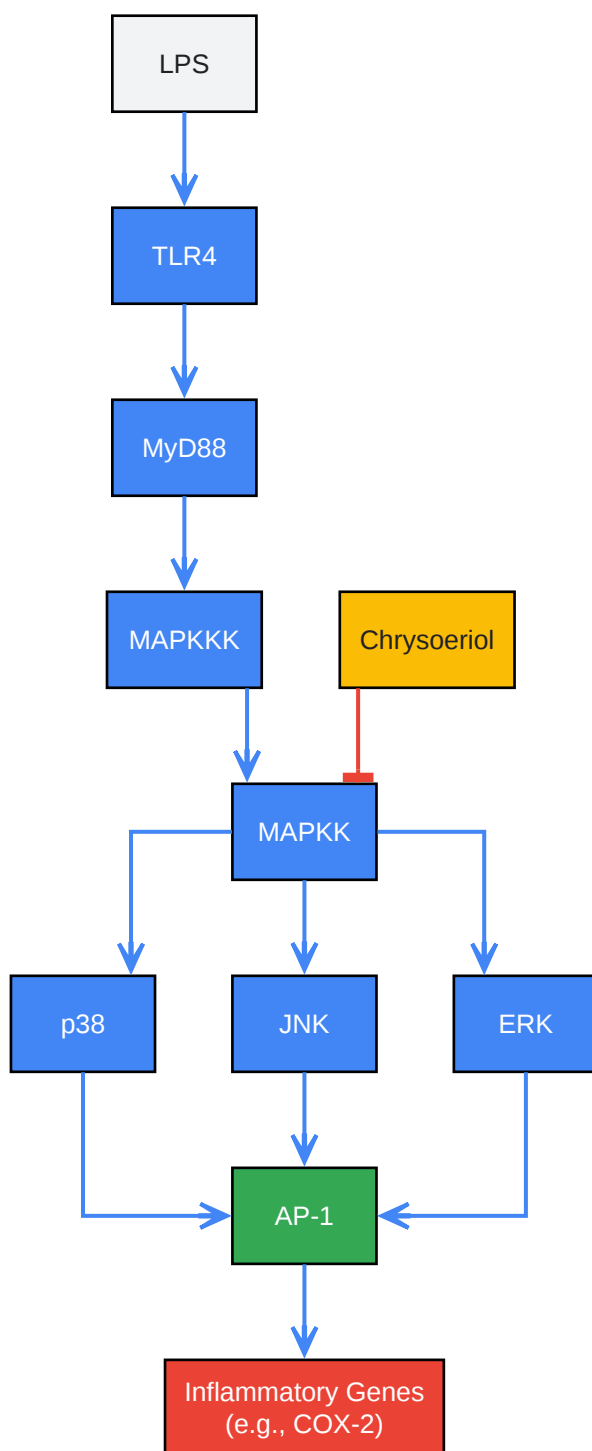 LPS
TLR4
MyD88
MAPKKK
Chrysoeriol
MAPKK
p38
JNK
ERK
AP-1
Inflammatory Genes
(e.g., COX-2)